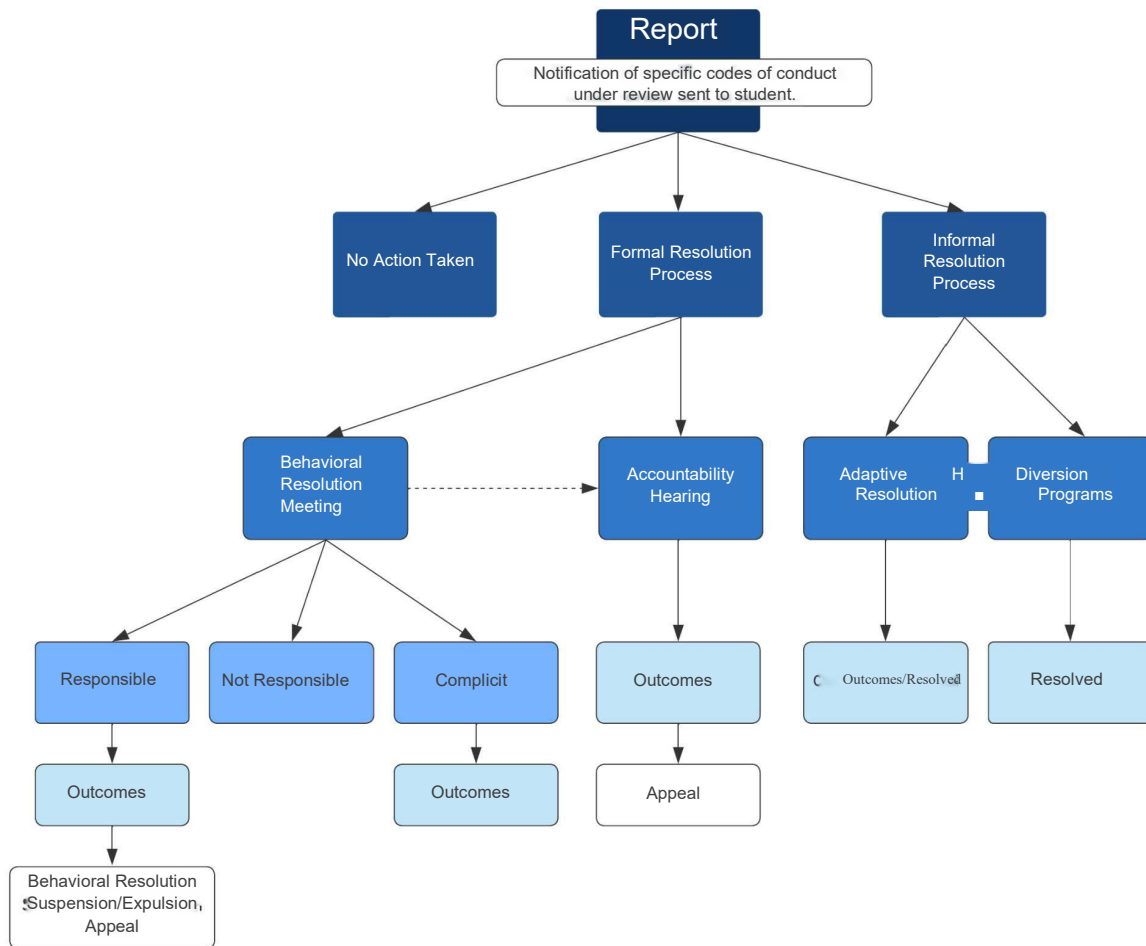 Report
Notification of specific codes of conduct
under review sent to student.
No Action Taken
Formal Resolution
Process
Informal
Resolution
Process
Behavioral
Resolution
Meeting
Accountability
Hearing
Adaptive
Resolution
H
Diversion
Programs
Responsible
Not Responsible
Complicit
Outcomes
Outcomes/Resolved
Resolved
Outcomes
Outcomes
Appeal
Behavioral Resolution
Suspension/Expulsion
Appeal